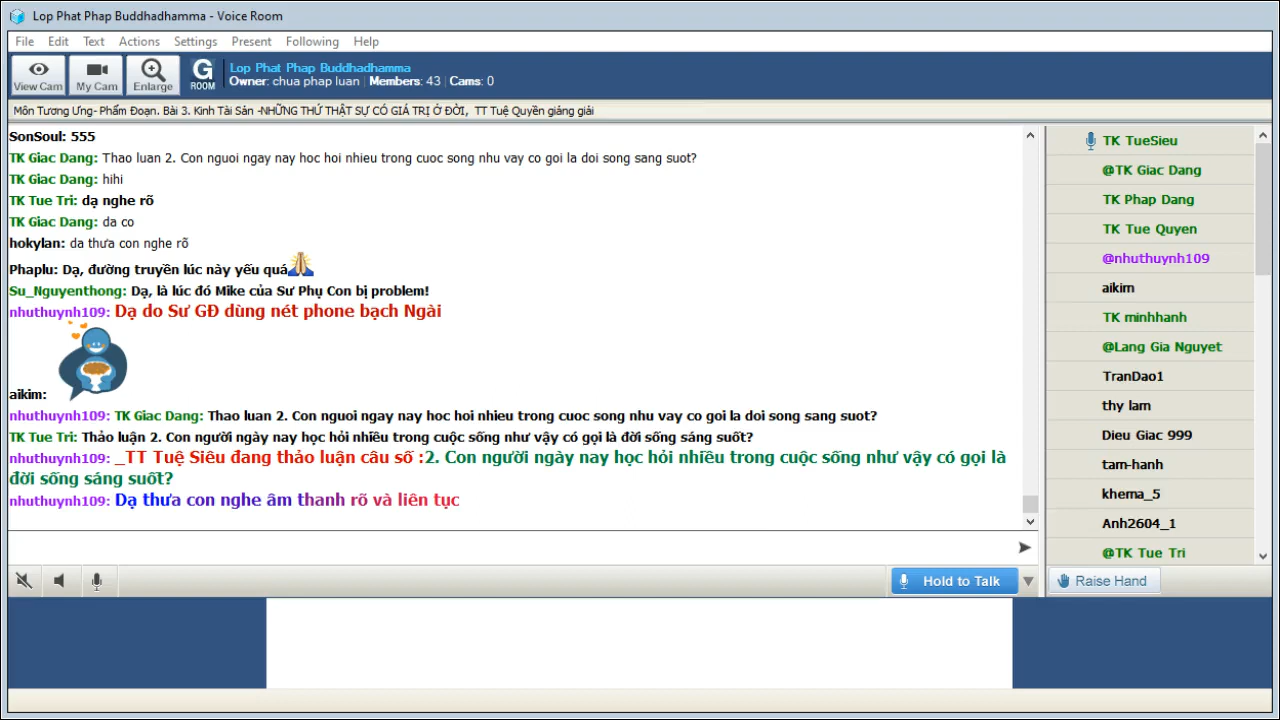 Lop Phat Phap Buddhadhamma - Voice Room
File Edit Text Actions Settings Present Following Help
View Cam My Cam Enlarge G ROOM
Lop Phat Phap Buddhadhamma
Owner: chua phap luan Members: 43 Cams: 0
Môn Tương Ưng- Phẩm Đoạn. Bài 3. Kinh Tài Sản -NHỮNG THỨ THẬT SỰ CÓ GIÁ TRỊ Ở ĐỜI, TT Tuệ Quyền giảng giải
SonSoul: 555
TK Giac Dang: Thao luan 2. Con nguoi ngay nay hoc hoi nhieu trong cuoc song nhu vay co goi la doi song sang suot?
TK Giac Dang: hihi
TK Tue Tri: dạ nghe rõ
TK Giac Dang: da co
hokylan: da thưa con nghe rõ
Phaplu: Dạ, đường truyền lúc này yếu quá
Su_Nguyenthong: Dạ, là lúc đó Mike của Sư Phụ Con bị problem!
nhuthuynh109: Dạ do Sư GĐ dùng nét phone bạch Ngài
aikim:
nhuthuynh109: TK Giac Dang: Thao luan 2. Con nguoi ngay nay hoc hoi nhieu trong cuoc song nhu vay co goi la doi song sang suot?
TK Tue Tri: Thảo luận 2. Con người ngày nay học hỏi nhiều trong cuộc sống như vậy có gọi là đời sống sáng suốt?
nhuthuynh109: _TT Tuệ Siêu đang thảo luận câu số :2. Con người ngày nay học hỏi nhiều trong cuộc sống như vậy có gọi là
đời sống sáng suốt?
nhuthuynh109: Dạ thưa con nghe âm thanh rõ và liên tục
TK TueSieu
@TK Giac Dang
TK Phap Dang
TK Tue Quyen
@nhuthuynh109
aikim
TK minhhanh
@Lang Gia Nguyet
TranDao1
thy lam
Dieu Giac 999
tam-hanh
khema_5
Anh2604_1
@TK Tue Tri
Hold to Talk
Raise Hand